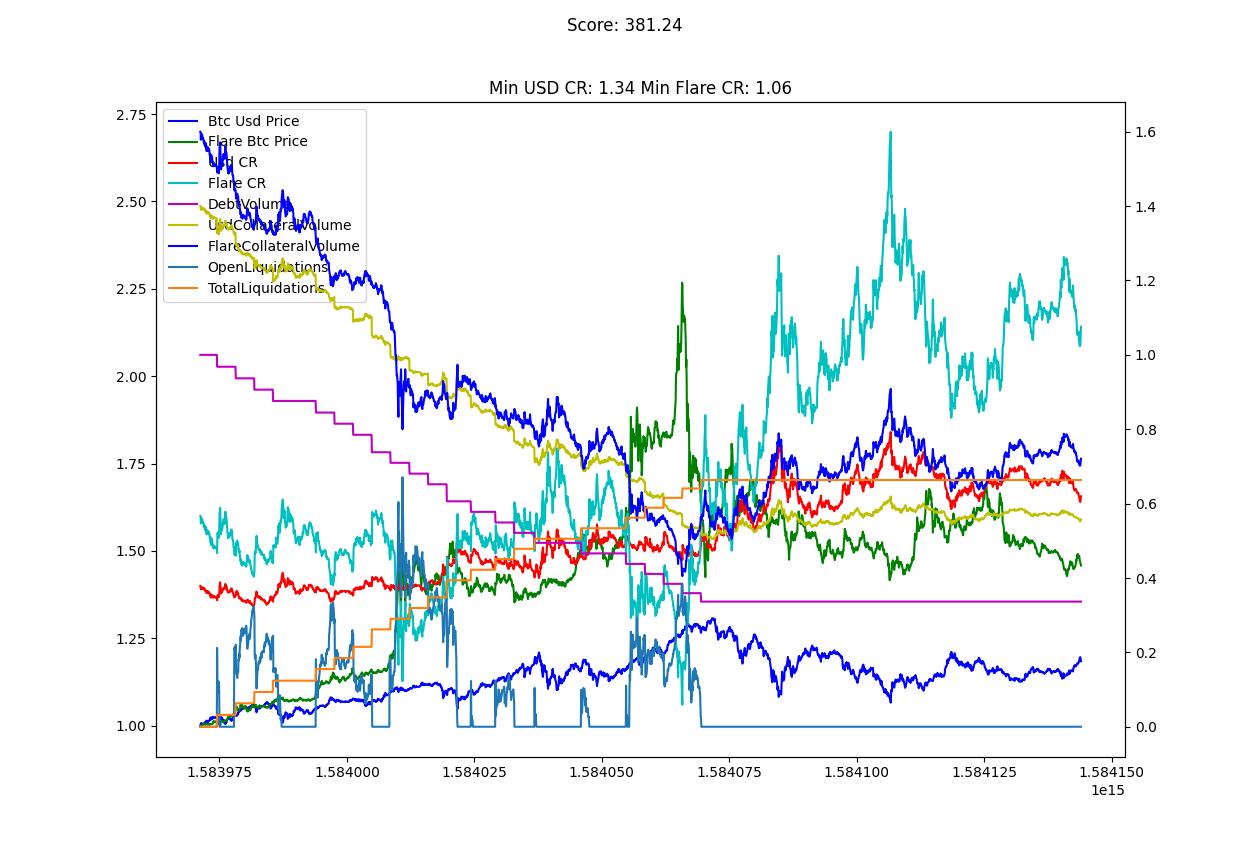 Score: 381.24
Min USD CR: 1.34 Min Flare CR: 1.06
Btc Usd Price
Flare Btc Price
Usd CR
Flare CR
DebtVolume
UsdCollateralVolume
FlareCollateralVolume
OpenLiquidations
TotalLiquidations
2.75
2.50
2.25
2.00
1.75
1.50
1.25
1.00
1.6
1.4
1.2
1.0
0.8
0.6
0.4
0.2
0.0
1.583975 1.584000 1.584025 1.584050 1.584075 1.584100 1.584125 1.584150
1e15